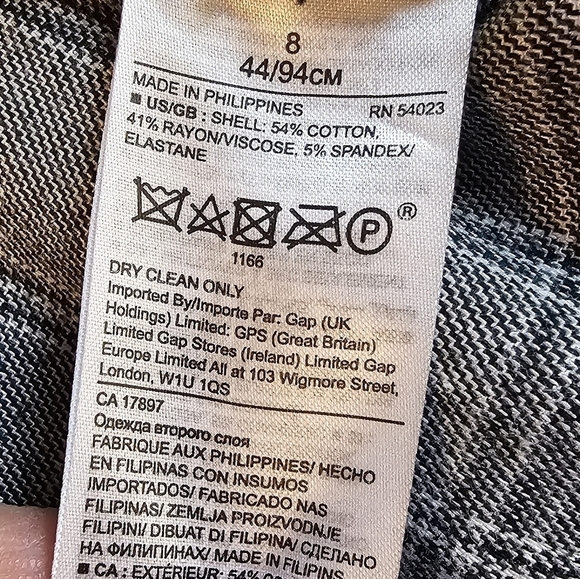 8
44/94CM
MADE IN PHILIPPINES RN 54023
■ US/GB : SHELL: 54% COTTON,
41% RAYON/VISCOSE, 5% SPANDEX/
ELASTANE
P ®
1166
DRY CLEAN ONLY
Imported By/Importe Par: Gap (UK
Holdings) Limited: GPS (Great Britain)
Limited Gap Stores (Ireland) Limited Gap
Europe Limited All at 103 Wigmore Street,
London, W1U 1QS
CA 17897
Одежда второго слоя
FABRIQUE AUX PHILIPPINES/ HECHO
EN FILIPINAS CON INSUMOS
IMPORTADOS/ FABRICADO NAS
FILIPINAS/ ZEMLJA PROIZVODNJE
FILIPINI/ DIBUAT DI FILIPINA/ СДЕЛАНО
НА ФИЛИПИНАХ/ MADE IN FILIPINS
■ CA : EXTÉRIEUR: 54%